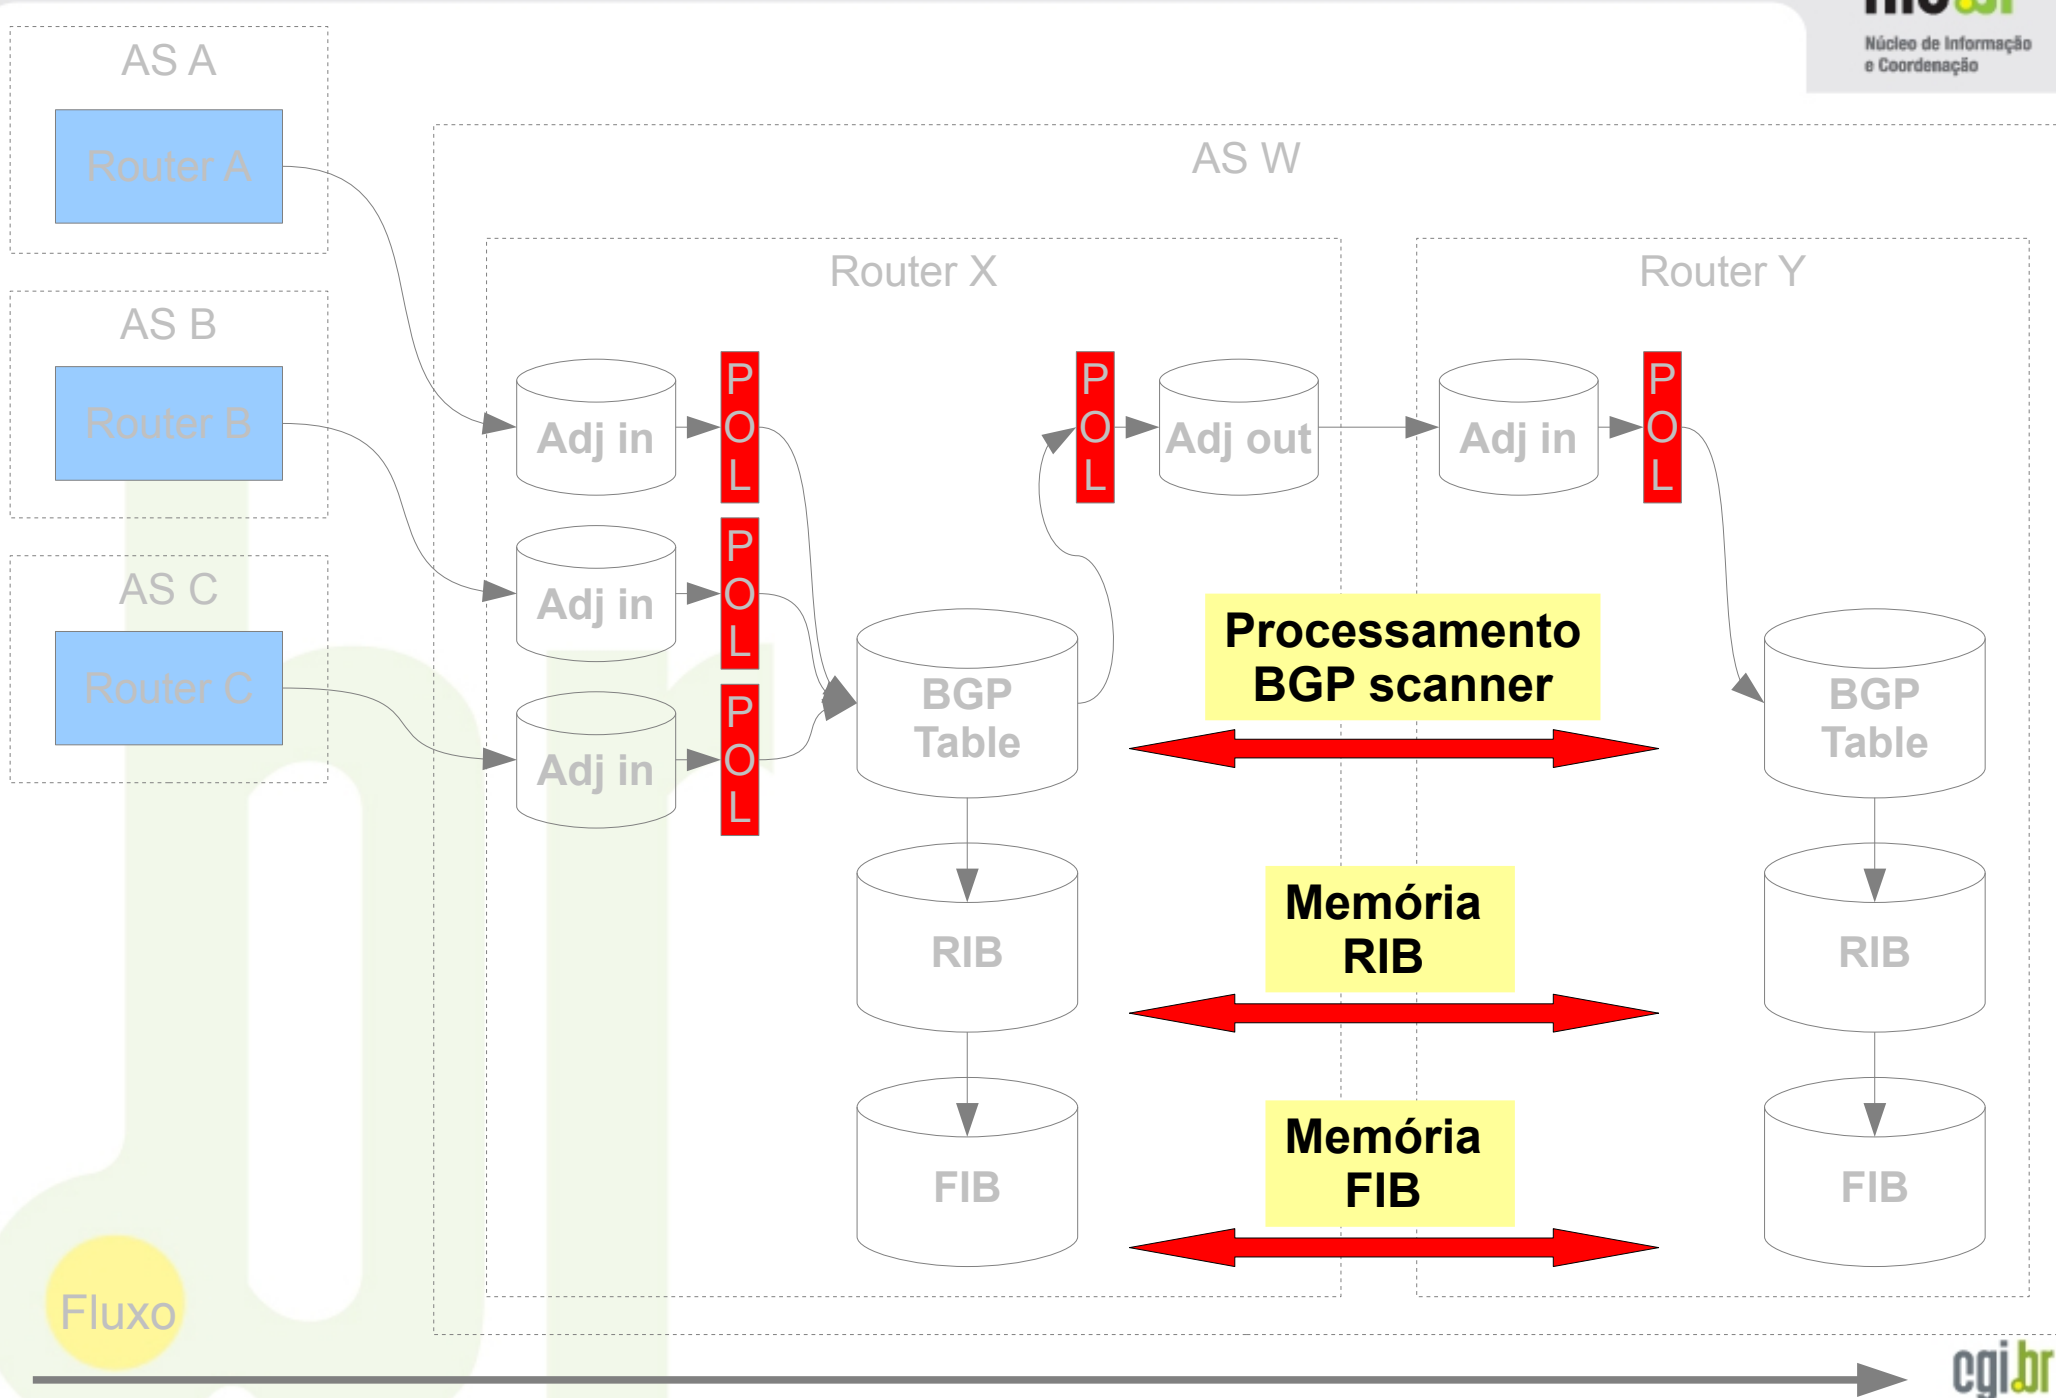 nic.br
Núcleo de Informação
e Coordenação
AS A
Router A
AS W
Router X
Router Y
AS B
Router B
AS C
Router C
Adj in
P
O
L
Adj in
P
O
L
Adj in
P
O
L
P
O
L
Adj out
Adj in
P
O
L
BGP
Table
Processamento
BGP scanner
BGP
Table
RIB
Memória
RIB
RIB
FIB
Memória
FIB
FIB
Fluxo
cgi.br